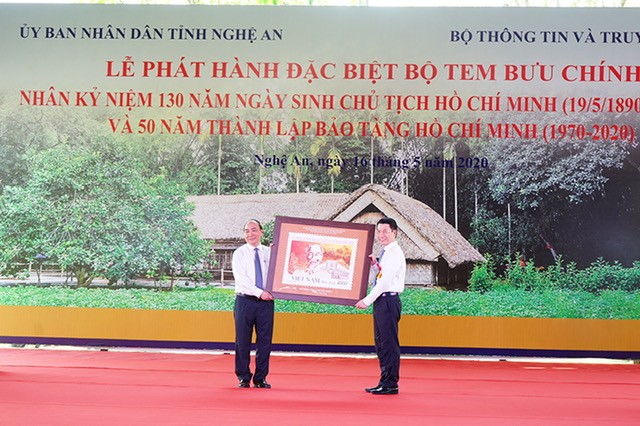 ỦY BAN NHÂN DÂN TỈNH NGHỆ AN
BỘ THÔNG TIN VÀ TRUY
LỄ PHÁT HÀNH ĐẶC BIỆT BỘ TEM BƯU CHÍNH
NHÂN KỶ NIỆM 130 NĂM NGÀY SINH CHỦ TỊCH HỒ CHÍ MINH (19/5/1890
VÀ 50 NĂM THÀNH LẬP BẢO TÀNG HỒ CHÍ MINH (1970-2020)
Nghệ An, ngày 16 tháng 5 năm 2020
VIỆT NAM